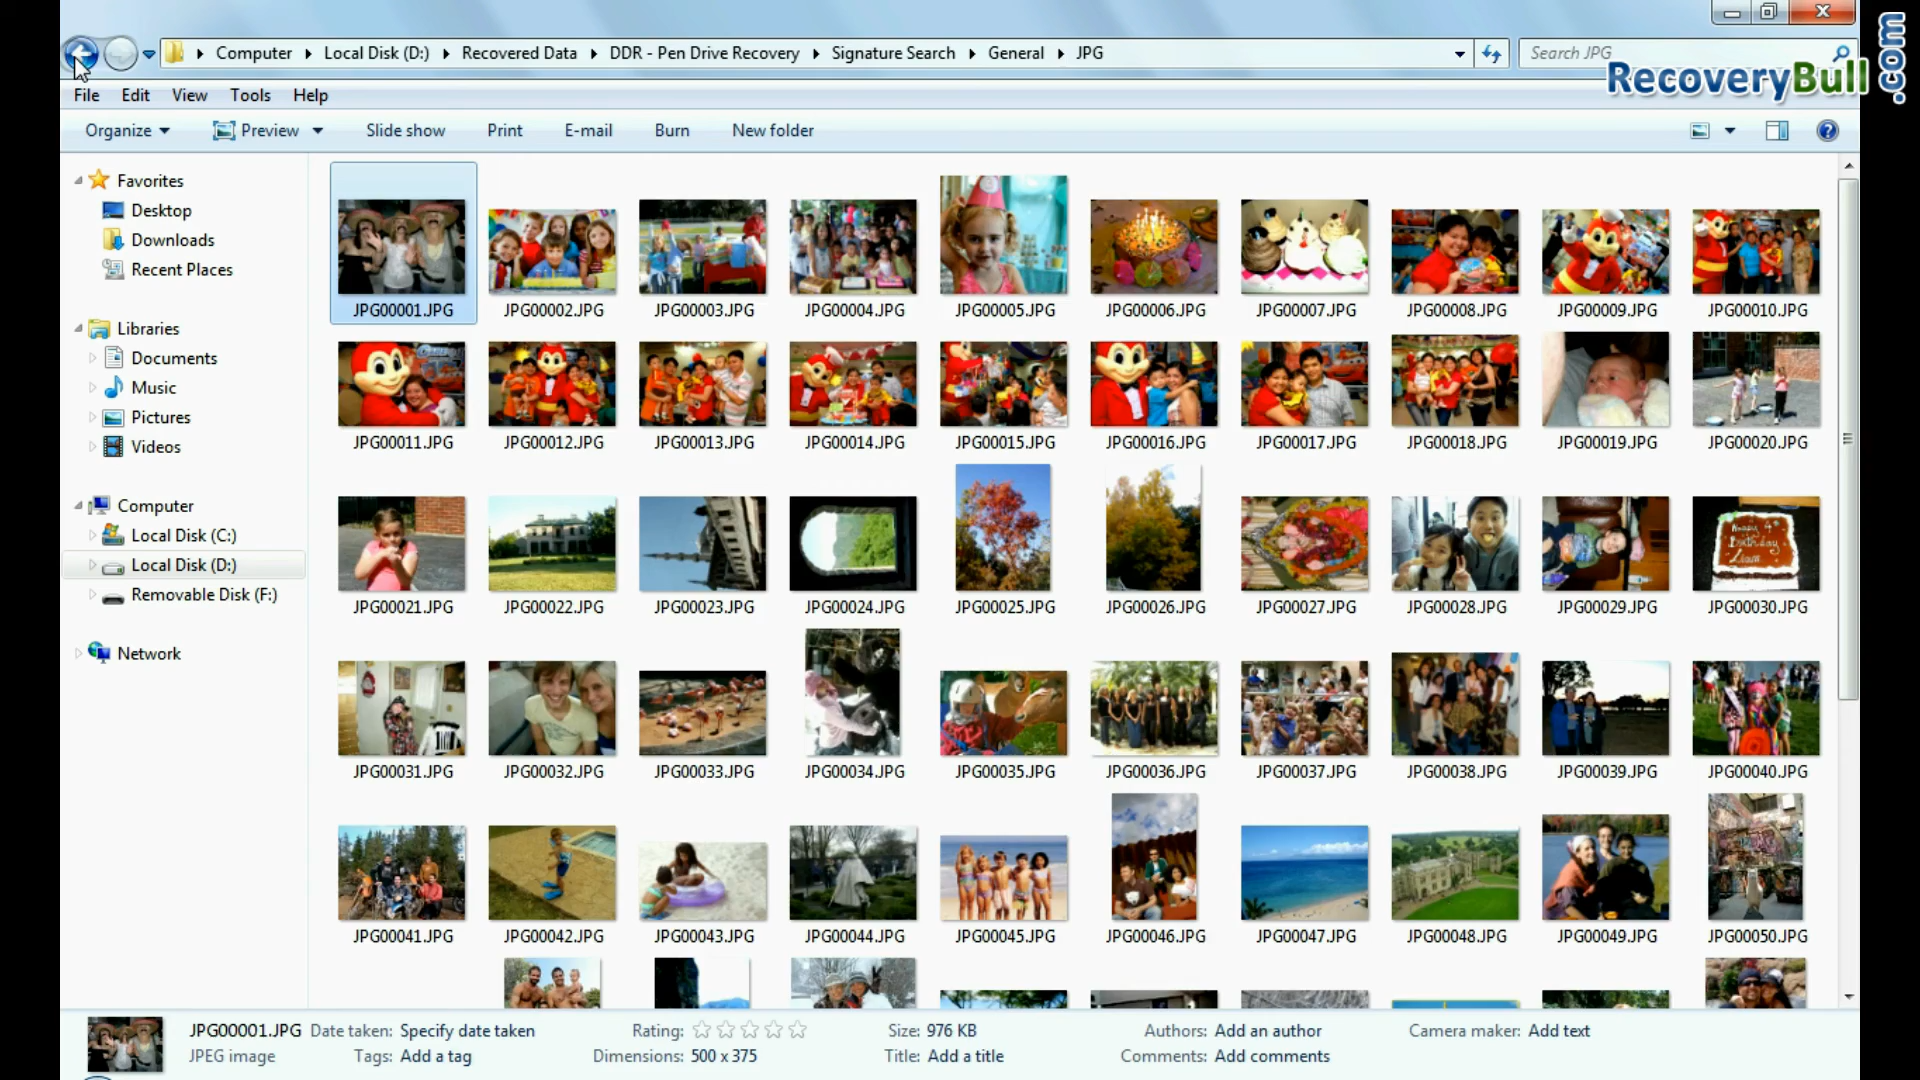 Computer Local Disk (D:) Recovered Data DDR - Pen Drive Recovery Signature Search General JPG
Search JPG
RecoveryBull.com
File Edit View Tools Help
Organize Preview Slide show Print E-mail Burn New folder
Favorites
Desktop
Downloads
Recent Places
Libraries
Documents
Music
Pictures
Videos
Computer
Local Disk (C:)
Local Disk (D:)
Removable Disk (F:)
Network
JPG00001.JPG JPG00002.JPG JPG00003.JPG JPG00004.JPG JPG00005.JPG JPG00006.JPG JPG00007.JPG JPG00008.JPG JPG00009.JPG JPG00010.JPG
JPG00011.JPG JPG00012.JPG JPG00013.JPG JPG00014.JPG JPG00015.JPG JPG00016.JPG JPG00017.JPG JPG00018.JPG JPG00019.JPG JPG00020.JPG
Happy 4th
Birthday
Liam
JPG00021.JPG JPG00022.JPG JPG00023.JPG JPG00024.JPG JPG00025.JPG JPG00026.JPG JPG00027.JPG JPG00028.JPG JPG00029.JPG JPG00030.JPG
JPG00031.JPG JPG00032.JPG JPG00033.JPG JPG00034.JPG JPG00035.JPG JPG00036.JPG JPG00037.JPG JPG00038.JPG JPG00039.JPG JPG00040.JPG
JPG00041.JPG JPG00042.JPG JPG00043.JPG JPG00044.JPG JPG00045.JPG JPG00046.JPG JPG00047.JPG JPG00048.JPG JPG00049.JPG JPG00050.JPG
JPG00001.JPG Date taken: Specify date taken Rating: Size: 976 KB Authors: Add an author Camera maker: Add text
JPEG image Tags: Add a tag Dimensions: 500 x 375 Title: Add a title Comments: Add comments